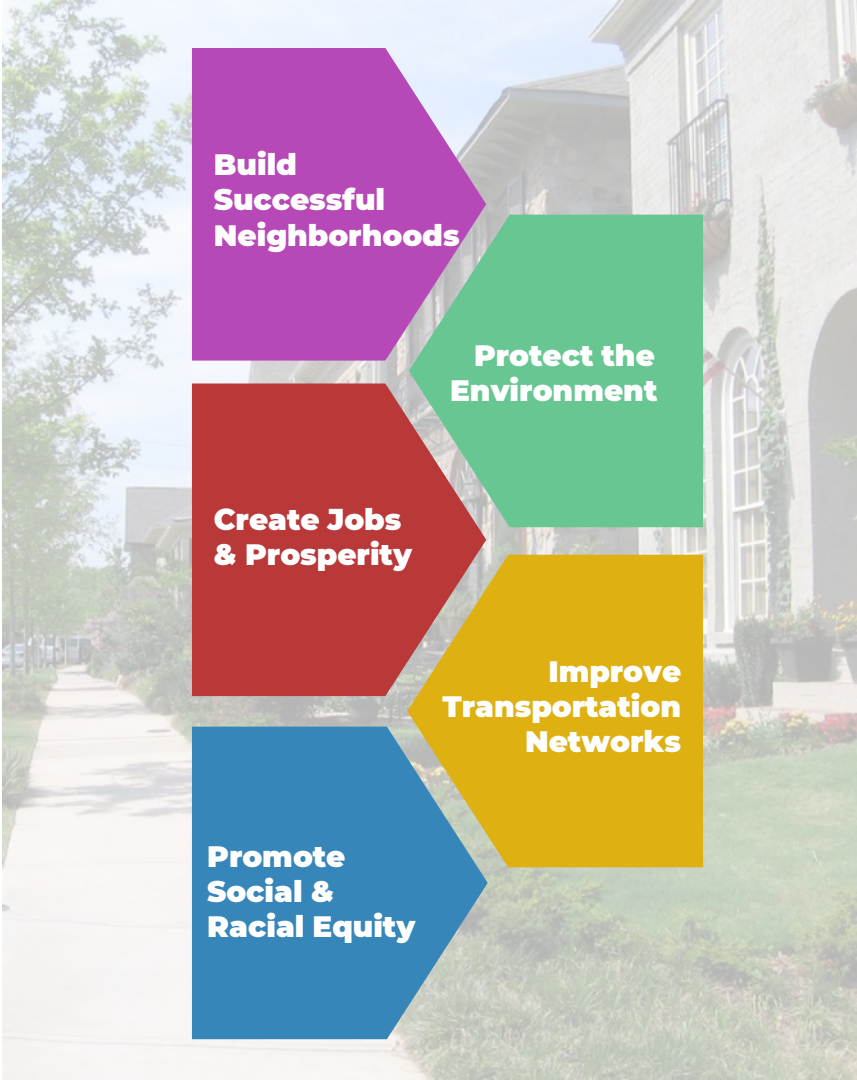 Build
Successful
Neighborhoods
Protect the
Environment
Create Jobs
& Prosperity
Improve
Transportation
Networks
Promote
Social &
Racial Equity